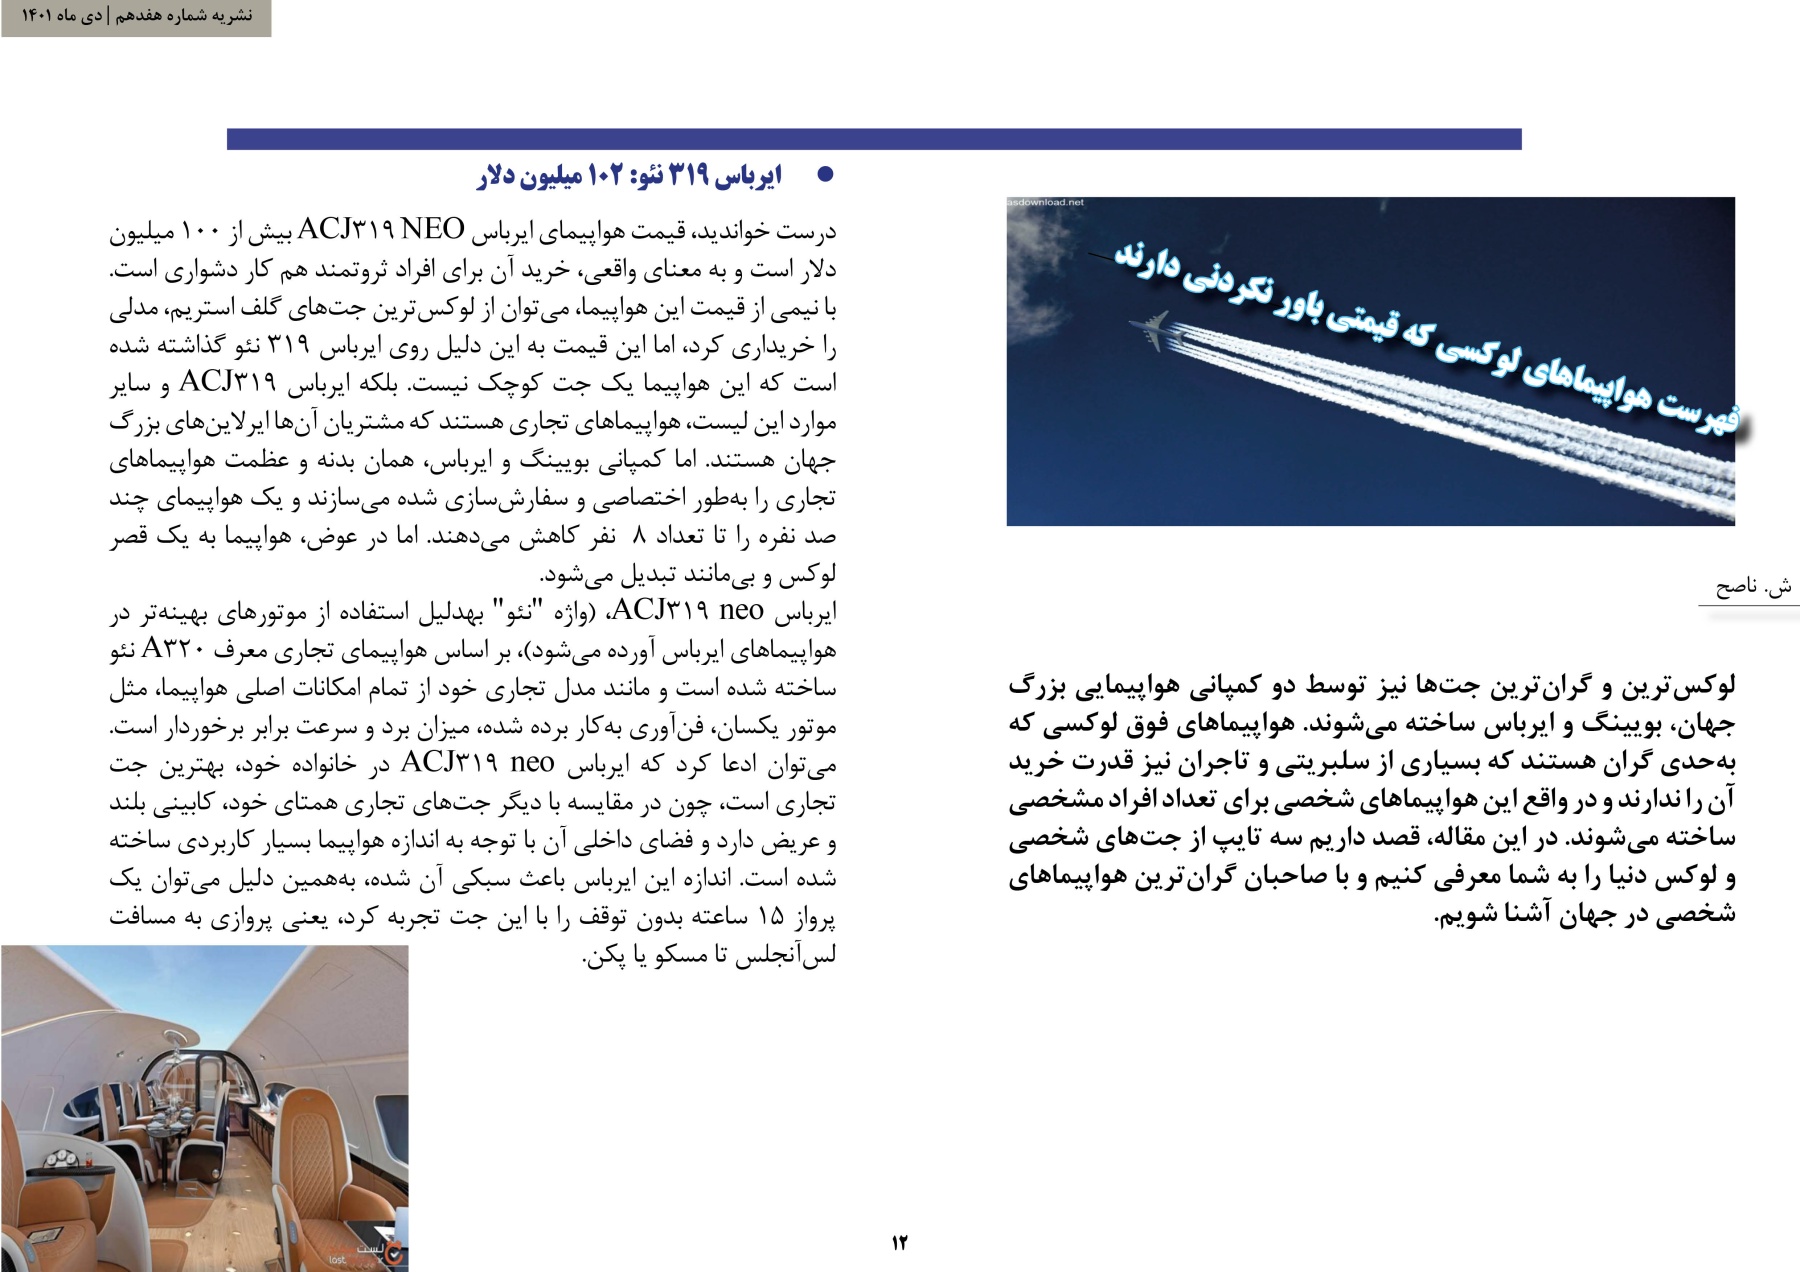 نشریه شماره هفدهم | دی ماه ۱۴۰۱
asdownload.net
فهرست هواپیماهای لوکسی که قیمتی باور نکردنی دارند
ش. ناصح
لوکس‌ترین و گران‌ترین جت‌ها نیز توسط دو کمپانی هواپیمایی بزرگ
جهان، بویینگ و ایرباس ساخته می‌شوند. هواپیماهای فوق لوکسی که
به‌حدی گران هستند که بسیاری از سلبریتی و تاجران نیز قدرت خرید
آن را ندارند و در واقع این هواپیماهای شخصی برای تعداد افراد مشخصی
ساخته می‌شوند. در این مقاله، قصد داریم سه تایپ از جت‌های شخصی
و لوکس دنیا را به شما معرفی کنیم و با صاحبان گران‌ترین هواپیماهای
شخصی در جهان آشنا شویم.
● ایرباس ۳۱۹ نئو: ۱۰۲ میلیون دلار
درست خواندید، قیمت هواپیمای ایرباس ACJ۳۱۹ NEO بیش از ۱۰۰ میلیون
دلار است و به معنای واقعی، خرید آن برای افراد ثروتمند هم کار دشواری است.
با نیمی از قیمت این هواپیما، می‌توان از لوکس‌ترین جت‌های گلف استریم، مدلی
را خریداری کرد، اما این قیمت به این دلیل روی ایرباس ۳۱۹ نئو گذاشته شده
است که این هواپیما یک جت کوچک نیست. بلکه ایرباس ACJ۳۱۹ و سایر
موارد این لیست، هواپیماهای تجاری هستند که مشتریان آن‌ها ایرلاین‌های بزرگ
جهان هستند. اما کمپانی بویینگ و ایرباس، همان بدنه و عظمت هواپیماهای
تجاری را به‌طور اختصاصی و سفارش‌سازی شده می‌سازند و یک هواپیمای چند
صد نفره را تا تعداد ۸ نفر کاهش می‌دهند. اما در عوض، هواپیما به یک قصر
لوکس و بی‌مانند تبدیل می‌شود.
ایرباس ACJ۳۱۹ neo، (واژه "نئو" بهدلیل استفاده از موتورهای بهینه‌تر در
هواپیماهای ایرباس آورده می‌شود)، بر اساس هواپیمای تجاری معرف A۳۲۰ نئو
ساخته شده است و مانند مدل تجاری خود از تمام امکانات اصلی هواپیما، مثل
موتور یکسان، فن‌آوری به‌کار برده شده، میزان برد و سرعت برابر برخوردار است.
می‌توان ادعا کرد که ایرباس ACJ۳۱۹ neo در خانواده خود، بهترین جت
تجاری است، چون در مقایسه با دیگر جت‌های تجاری همتای خود، کابینی بلند
و عریض دارد و فضای داخلی آن با توجه به اندازه هواپیما بسیار کاربردی ساخته
شده است. اندازه این ایرباس باعث سبکی آن شده، به‌همین دلیل می‌توان یک
پرواز ۱۵ ساعته بدون توقف را با این جت تجربه کرد، یعنی پروازی به مسافت
لس‌آنجلس تا مسکو یا پکن.
لست
last
۱۲